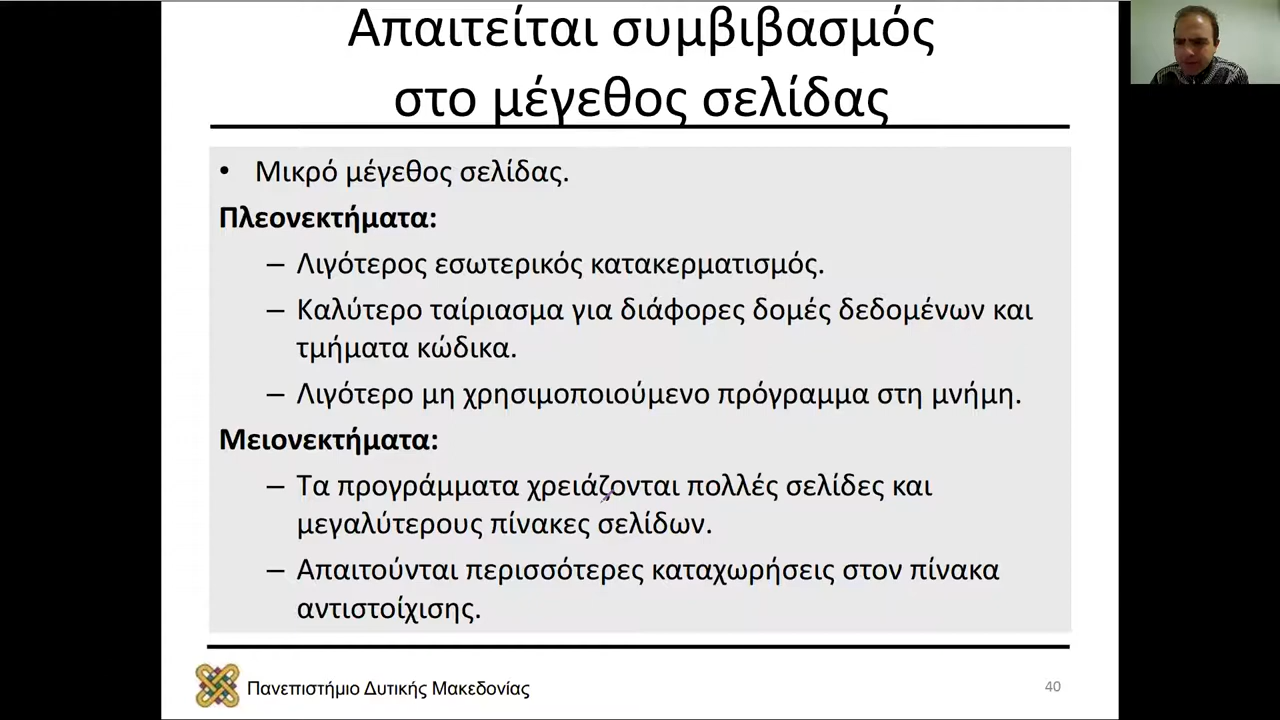 Απαιτείται συμβιβασμός
στο μέγεθος σελίδας
• Μικρό μέγεθος σελίδας.
Πλεονεκτήματα:
– Λιγότερος εσωτερικός κατακερματισμός.
– Καλύτερο ταίριασμα για διάφορες δομές δεδομένων και
τμήματα κώδικα.
– Λιγότερο μη χρησιμοποιούμενο πρόγραμμα στη μνήμη.
Μειονεκτήματα:
– Τα προγράμματα χρειάζονται πολλές σελίδες και
μεγαλύτερους πίνακες σελίδων.
– Απαιτούνται περισσότερες καταχωρήσεις στον πίνακα
αντιστοίχισης.
Πανεπιστήμιο Δυτικής Μακεδονίας
40